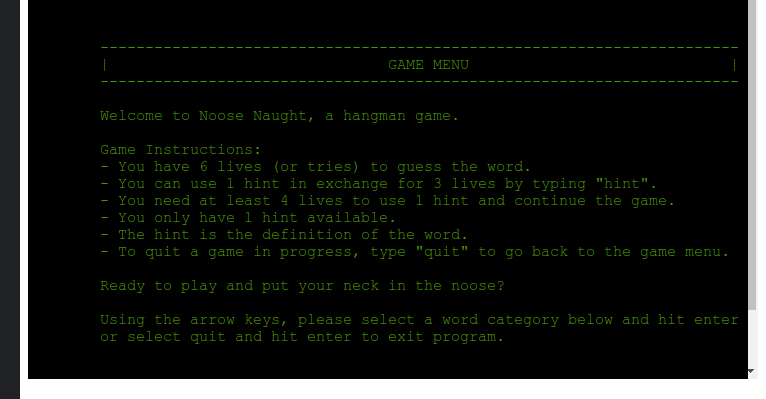 -----------------------------------------------------------------------
| GAME MENU |
-----------------------------------------------------------------------
Welcome to Noose Naught, a hangman game.
Game Instructions:
- You have 6 lives (or tries) to guess the word.
- You can use 1 hint in exchange for 3 lives by typing "hint".
- You need at least 4 lives to use 1 hint and continue the game.
- You only have 1 hint available.
- The hint is the definition of the word.
- To quit a game in progress, type "quit" to go back to the game menu.
Ready to play and put your neck in the noose?
Using the arrow keys, please select a word category below and hit enter
or select quit and hit enter to exit program.